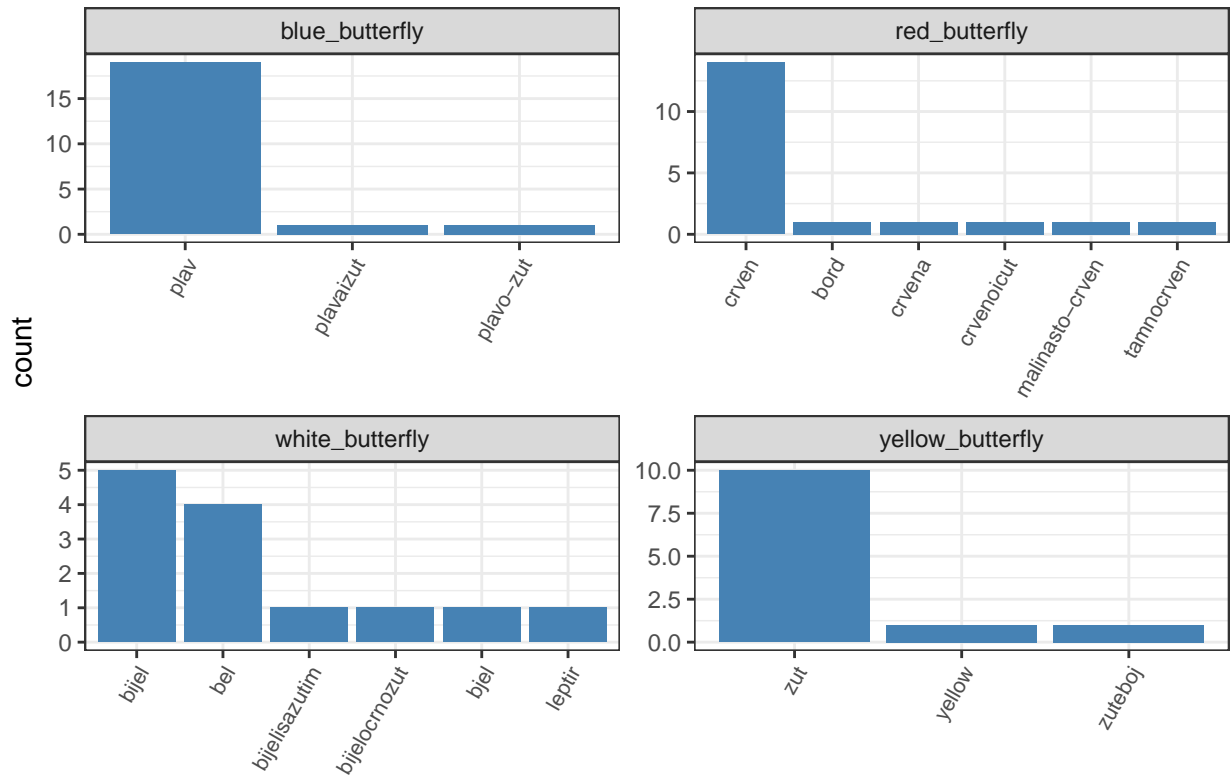 blue_butterfly
red_butterfly
15
10
5
0
10
5
0
plav
plavaizut
plavo-zut
crven
bord
crvena
crvenoicut
malinasto-crven
tamnocrven
count
white_butterfly
yellow_butterfly
5
4
3
2
1
0
10.0
7.5
5.0
2.5
0.0
bijel
bel
bijelisazutim
bijelocrnozut
bjel
leptir
zut
yellow
zuteboj